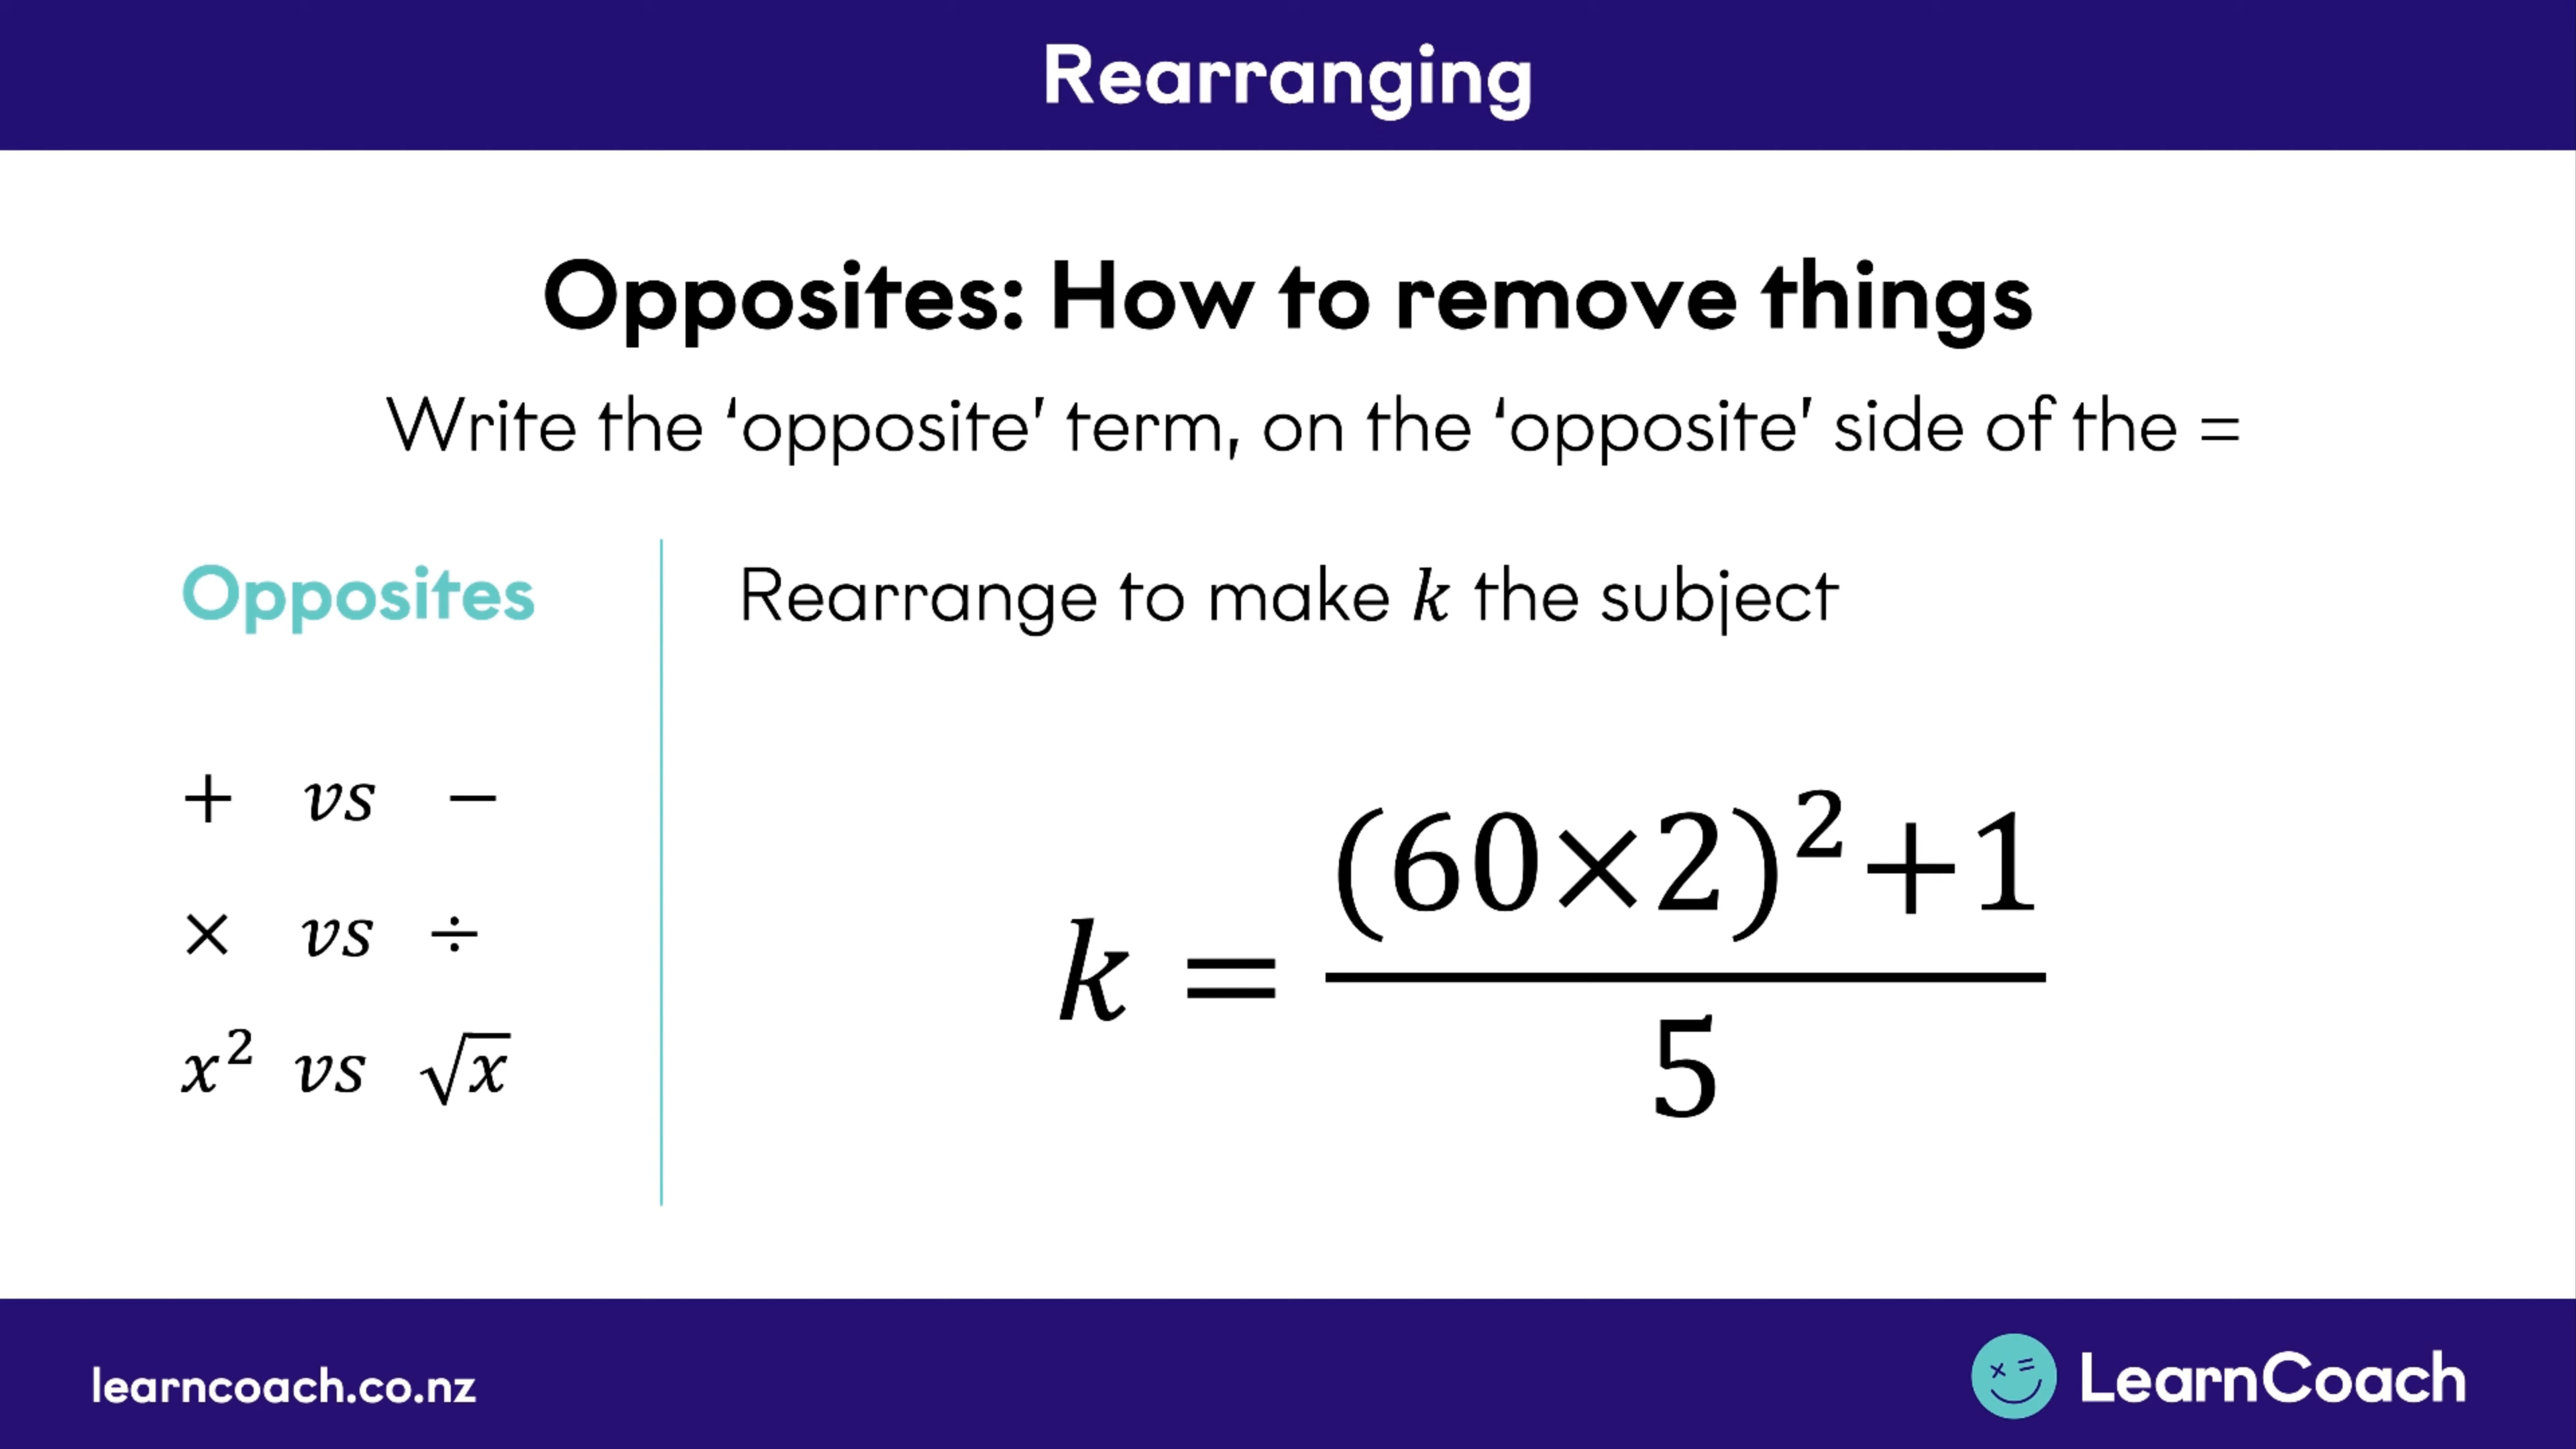 Rearranging
Opposites: How to remove things
Write the ‘opposite’ term, on the ‘opposite’ side of the =
Opposites
+ vs −
× vs ÷
x² vs √x
Rearrange to make k the subject
k = ((60×2)²+1)/5
learncoach.co.nz
LearnCoach